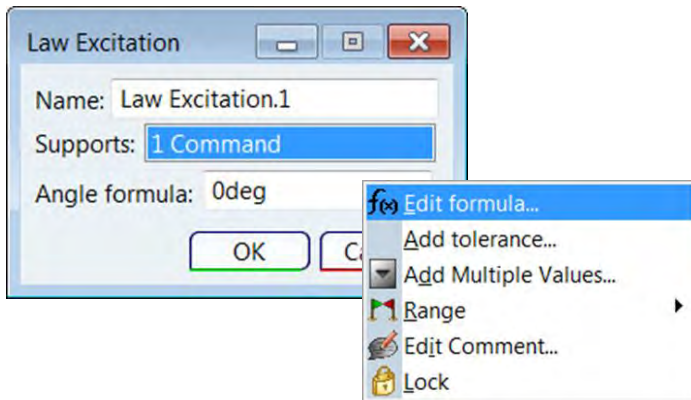 Law Excitation
Name: Law Excitation.1
Supports: 1 Command
Angle formula: 0deg
OK
f(x) Edit formula...
Add tolerance...
Add Multiple Values...
Range
Edit Comment...
Lock